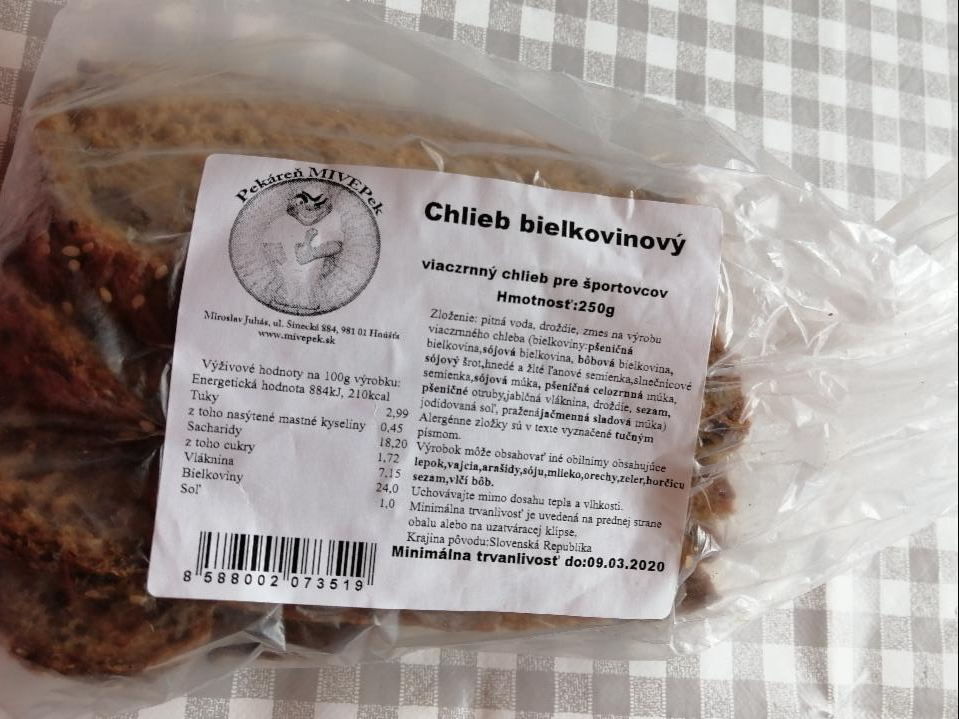 Pekáreň MIVEPek
Miroslav Juhás, ul. Sinecká 884, 981 01 Hnúšťa
www.mivepek.sk
Výživové hodnoty na 100g výrobku:
Energetická hodnota 884kJ, 210kcal
Tuky 2,99
z toho nasýtené mastné kyseliny 0,45
Sacharidy 18,20
z toho cukry 1,72
Vláknina 7,15
Bielkoviny 24,0
Soľ 1,0
8 588002 073519
Chlieb bielkovinový
viaczrnný chlieb pre športovcov
Hmotnosť:250g
Zloženie: pitná voda, droždie, zmes na výrobu
viaczrnného chleba (bielkoviny:pšeničná
bielkovina,sójová bielkovina, bôbová bielkovina,
sójový šrot,hnedé a žlté ľanové semienka,slnečnicové
semienka,sójová múka, pšeničná celozrnná múka,
pšeničné otruby,jablčná vláknina, droždie, sezam,
jodidovaná soľ, praženájačmenná sladová múka)
Alergénne zložky sú v texte vyznačené tučným
písmom.
Výrobok môže obsahovať iné obilniny obsahujúce
lepok,vajcia,arašidy,sóju,mlieko,orechy,zeler,horčicu
sezam,vlčí bôb.
Uchovávajte mimo dosahu tepla a vlhkosti.
Minimálna trvanlivosť je uvedená na prednej strane
obalu alebo na uzatváracej klipse,
Krajina pôvodu:Slovenská Republika
Minimálna trvanlivosť do:09.03.2020